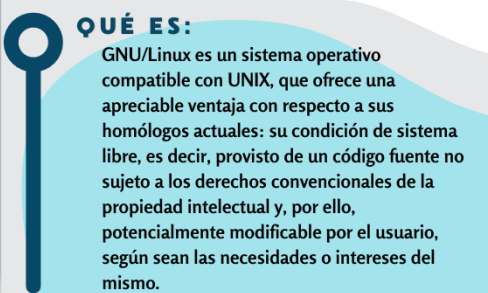 QUÉ ES:
GNU/Linux es un sistema operativo
compatible con UNIX, que ofrece una
apreciable ventaja con respecto a sus
homólogos actuales: su condición de sistema
libre, es decir, provisto de un código fuente no
sujeto a los derechos convencionales de la
propiedad intelectual y, por ello,
potencialmente modificable por el usuario,
según sean las necesidades o intereses del
mismo.